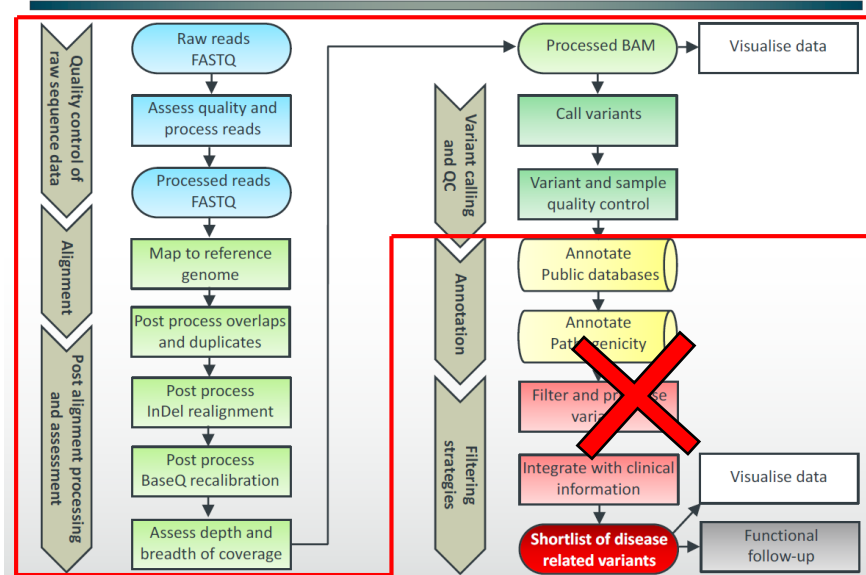 Quality control of
raw sequence data
Alignment
Post alignment processing
and assessment
Raw reads
FASTQ
Assess quality and
process reads
Processed reads
FASTQ
Map to reference
genome
Post process overlaps
and duplicates
Post process
InDel realignment
Post process
BaseQ recalibration
Assess depth and
breadth of coverage
Processed BAM
Visualise data
Variant calling
and QC
Call variants
Variant and sample
quality control
Annotation
Annotate
Public databases
Annotate
Filtering
strategies
Filter and
Integrate with clinical
information
Shortlist of disease
related variants
Visualise data
Functional
follow-up